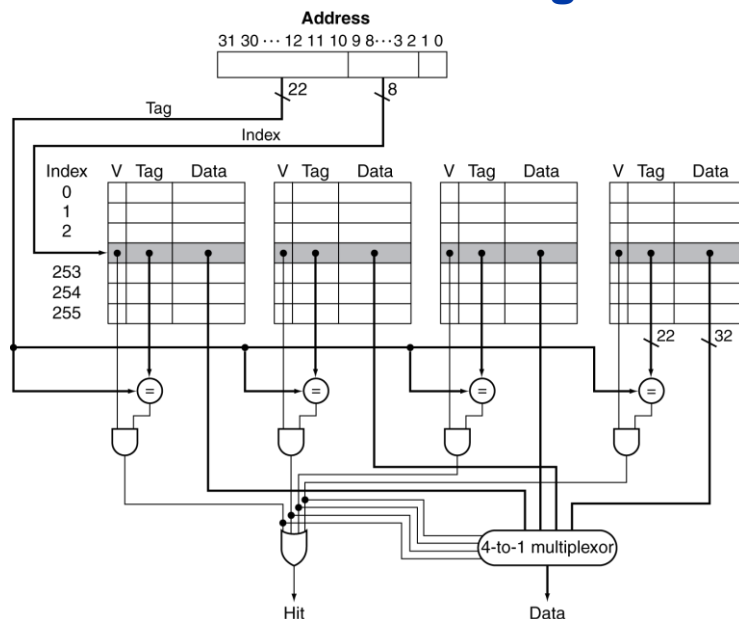 Address
31 30 ··· 12 11 10 9 8···3 2 1 0
22
8
Tag
Index
Index V Tag Data V Tag Data V Tag Data V Tag Data
0
1
2
253
254
255
22
32
= = = =
4-to-1 multiplexor
Hit
Data